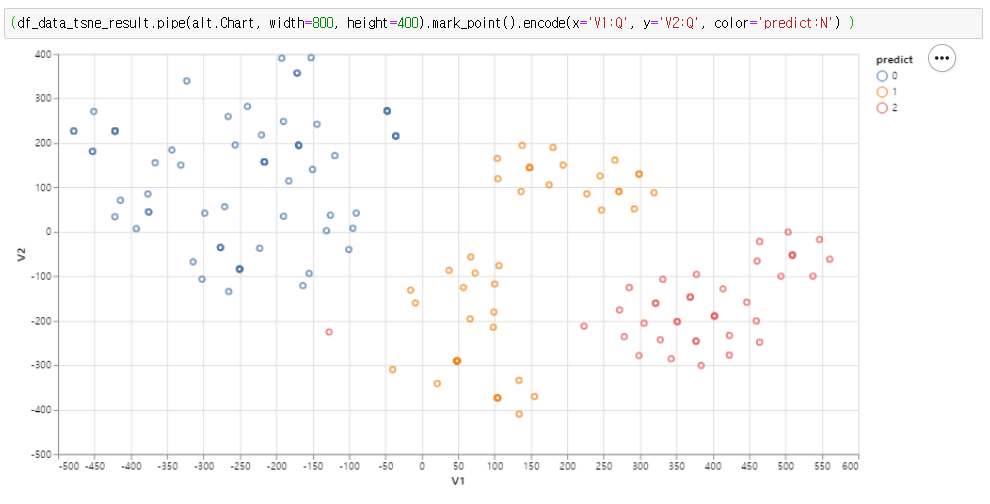 (df_data_tsne_result.pipe(alt.Chart, width=800, height=400).mark_point().encode(x='V1:Q', y='V2:Q', color='predict:N') )
predict
0
1
2
400
300
200
100
0
-100
-200
-300
-400
-500
V2
-500 -450 -400 -350 -300 -250 -200 -150 -100 -50 0 50 100 150 200 250 300 350 400 450 500 550 600
V1